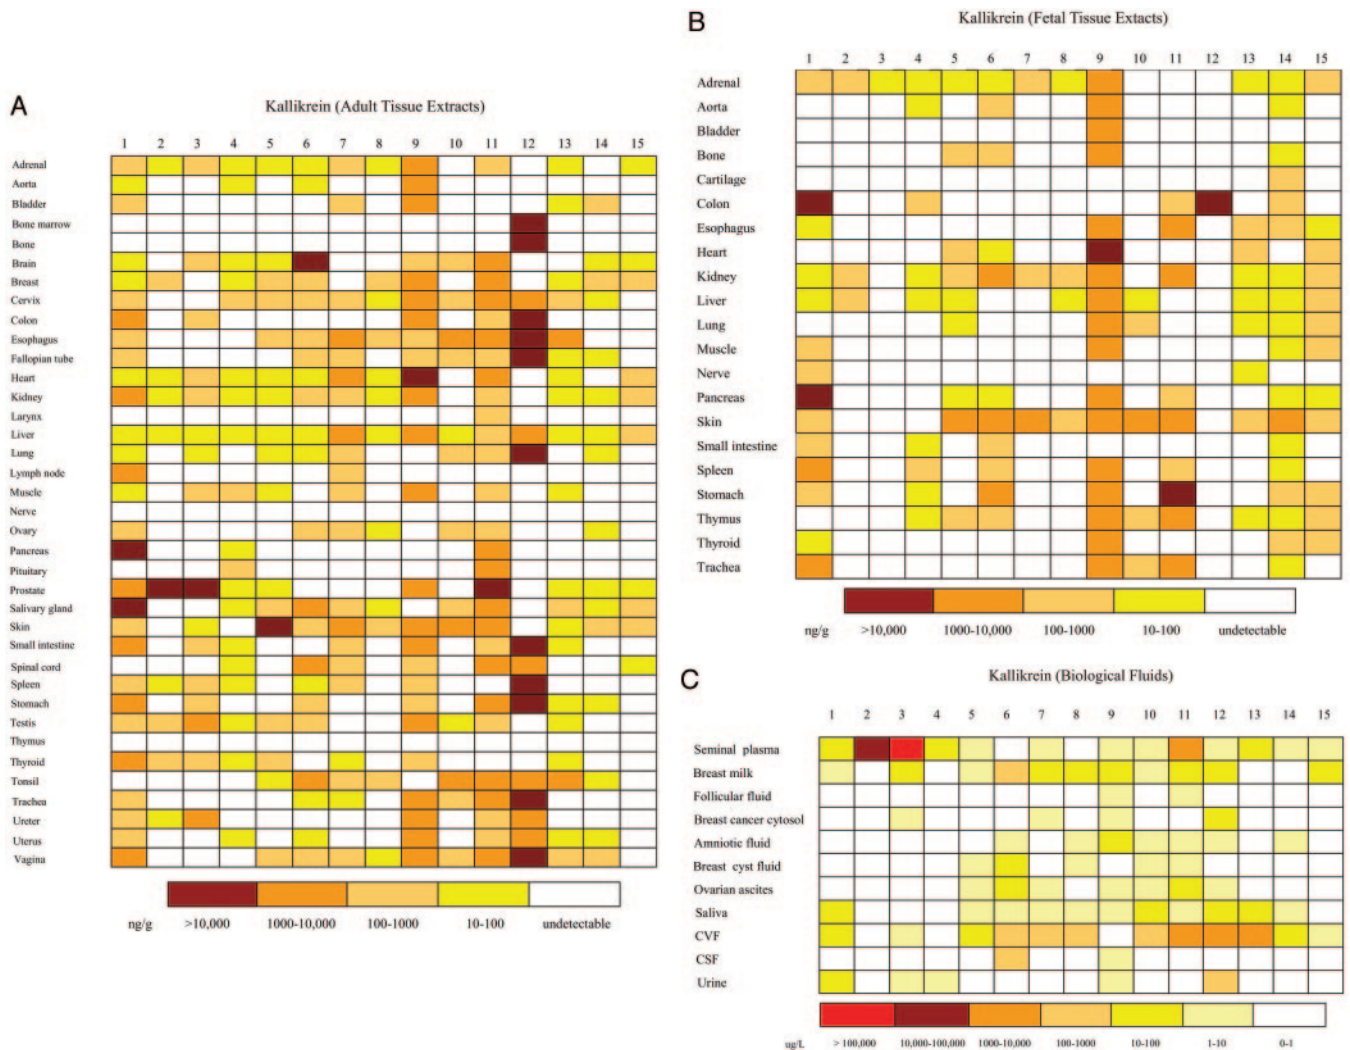 A
Kallikrein (Adult Tissue Extracts)
1 2 3 4 5 6 7 8 9 10 11 12 13 14 15
Adrenal
Aorta
Bladder
Bone marrow
Bone
Brain
Breast
Cervix
Colon
Esophagus
Fallopian tube
Heart
Kidney
Larynx
Liver
Lung
Lymph node
Muscle
Nerve
Ovary
Pancreas
Pituitary
Prostate
Salivary gland
Skin
Small intestine
Spinal cord
Spleen
Stomach
Testis
Thymus
Thyroid
Tonsil
Trachea
Ureter
Uterus
Vagina
ng/g >10,000 1000-10,000 100-1000 10-100 undetectable
B
Kallikrein (Fetal Tissue Extacts)
1 2 3 4 5 6 7 8 9 10 11 12 13 14 15
Adrenal
Aorta
Bladder
Bone
Cartilage
Colon
Esophagus
Heart
Kidney
Liver
Lung
Muscle
Nerve
Pancreas
Skin
Small intestine
Spleen
Stomach
Thymus
Thyroid
Trachea
ng/g >10,000 1000-10,000 100-1000 10-100 undetectable
C
Kallikrein (Biological Fluids)
1 2 3 4 5 6 7 8 9 10 11 12 13 14 15
Seminal plasma
Breast milk
Follicular fluid
Breast cancer cytosol
Amniotic fluid
Breast cyst fluid
Ovarian ascites
Saliva
CVF
CSF
Urine
ug/L > 100,000 10,000-100,000 1000-10,000 100-1000 10-100 1-10 0-1